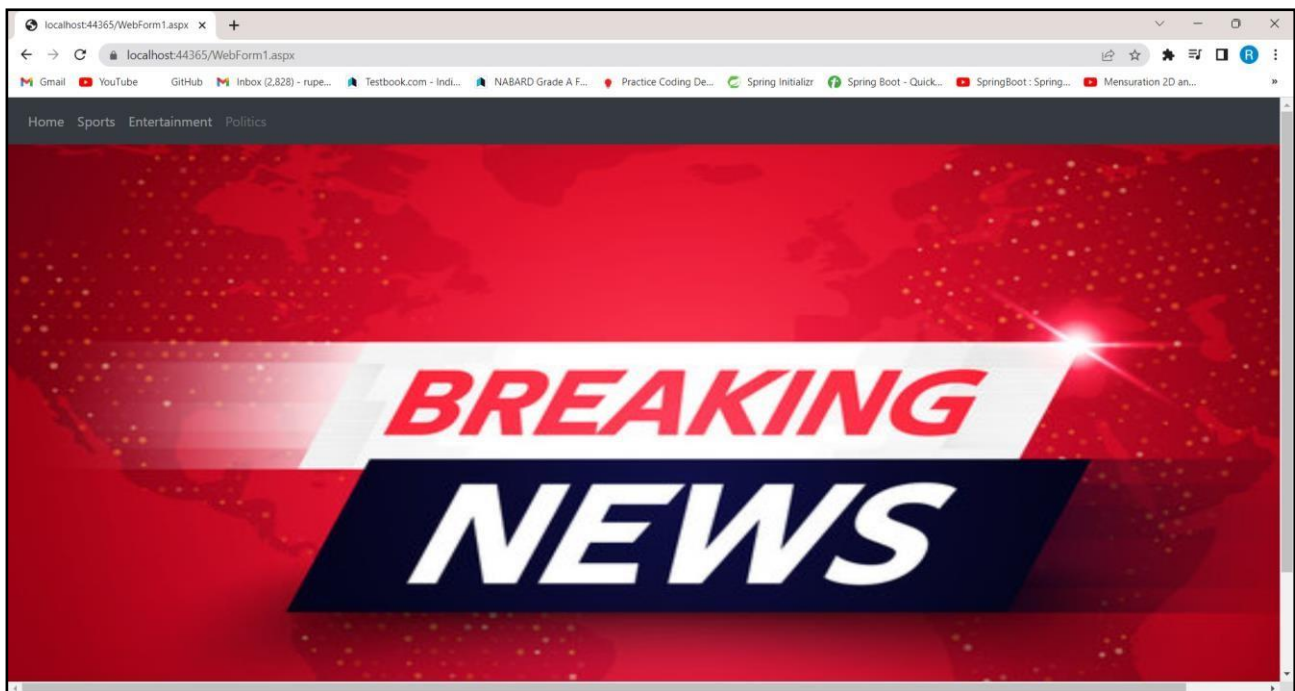 localhost:44365/WebForm1.aspx
localhost:44365/WebForm1.aspx R
Gmail YouTube GitHub Inbox (2,828) - rupe... Testbook.com - Indi... NABARD Grade A F... Practice Coding De... Spring Initializr Spring Boot - Quick... SpringBoot : Spring... Mensuration 2D an... »
Home Sports Entertainment Politics
BREAKING
NEWS